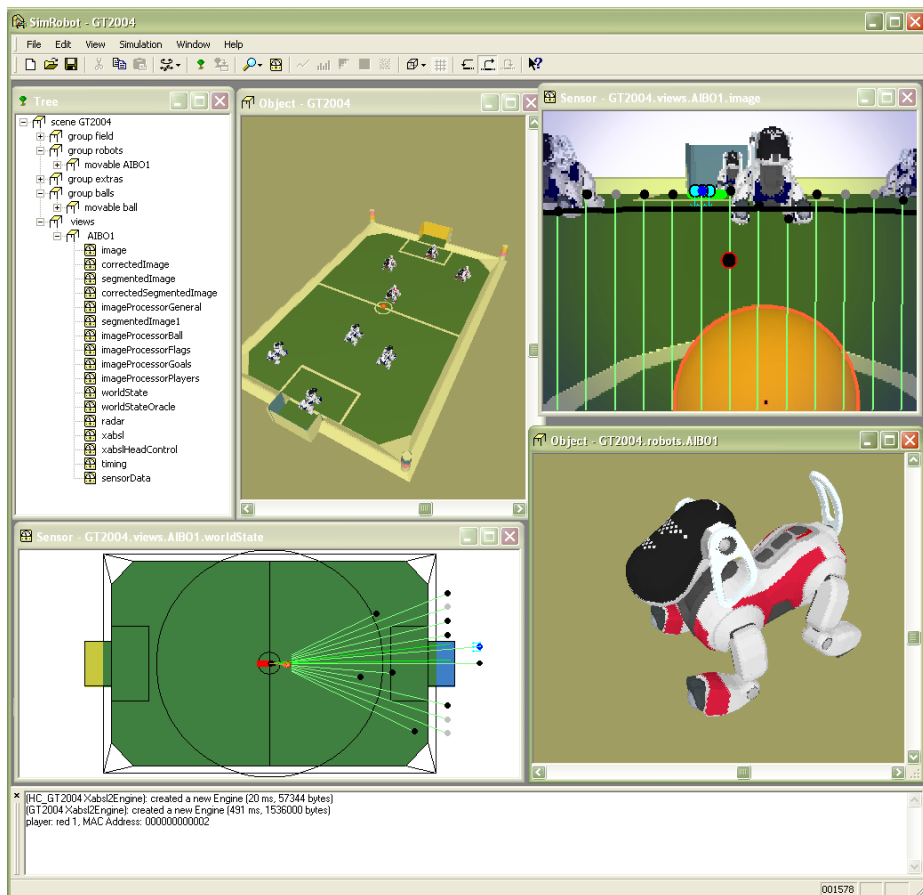 SimRobot - GT2004
File Edit View Simulation Window Help
Tree
scene GT2004
group field
group robots
movable AIBO1
group extras
group balls
movable ball
views
AIBO1
image
correctedImage
segmentedImage
correctedSegmentedImage
imageProcessorGeneral
segmentedImage1
imageProcessorBall
imageProcessorFlags
imageProcessorGoals
imageProcessorPlayers
worldState
worldStateOracle
radar
xabsl
xabslHeadControl
timing
sensorData
Object - GT2004
Sensor - GT2004.views.AIBO1.image
Object - GT2004.robots.AIBO1
Sensor - GT2004.views.AIBO1.worldState
(HC_GT2004 Xabsl2Engine): created a new Engine (20 ms, 57344 bytes)
(GT2004 Xabsl2Engine): created a new Engine (491 ms, 1536000 bytes)
player: red 1, MAC Address: 000000000002
001578